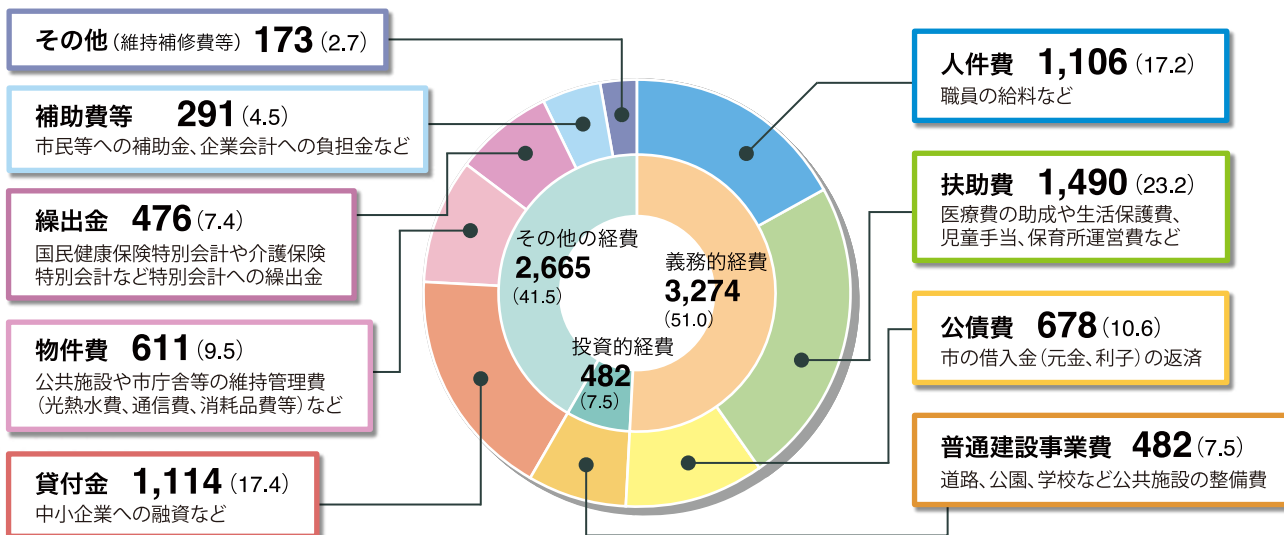 その他(維持補修費等) 173(2.7)
補助費等 291(4.5)
市民等への補助金、企業会計への負担金など
繰出金 476(7.4)
国民健康保険特別会計や介護保険
特別会計など特別会計への繰出金
物件費 611(9.5)
公共施設や市庁舎等の維持管理費
(光熱水費、通信費、消耗品費等)など
貸付金 1,114(17.4)
中小企業への融資など
その他の経費
2,665
(41.5)
義務的経費
3,274
(51.0)
投資的経費
482
(7.5)
人件費 1,106(17.2)
職員の給料など
扶助費 1,490(23.2)
医療費の助成や生活保護費、
児童手当、保育所運営費など
公債費 678(10.6)
市の借入金(元金、利子)の返済
普通建設事業費 482(7.5)
道路、公園、学校など公共施設の整備費